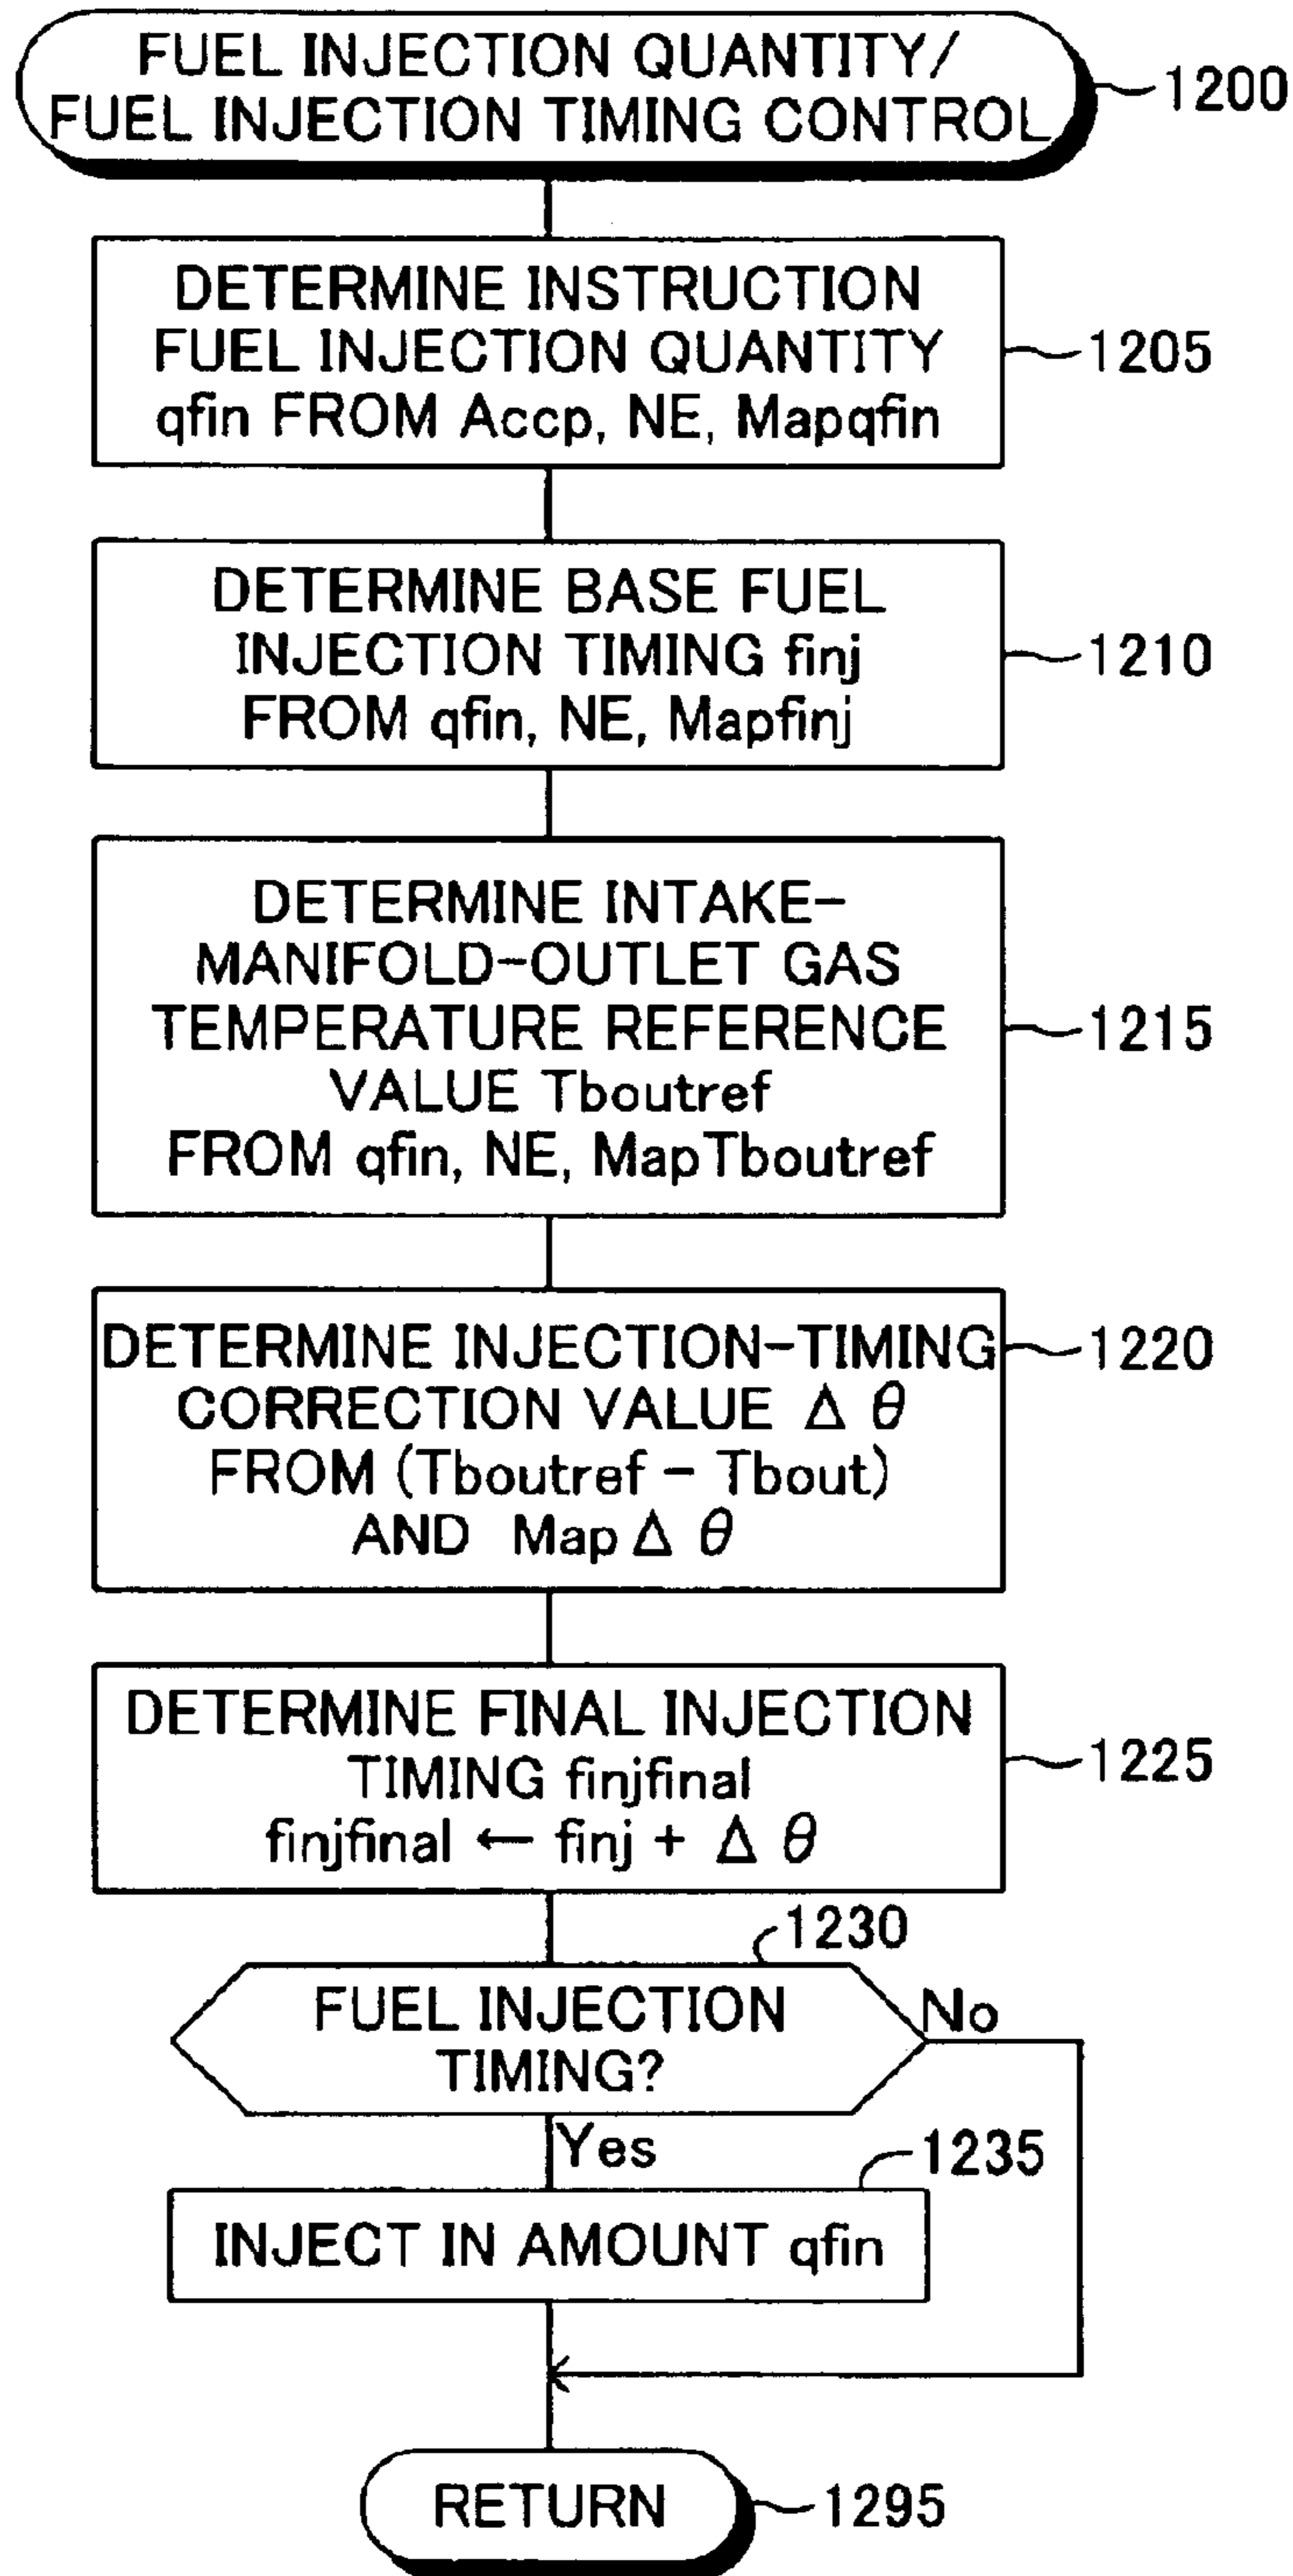 FUEL INJECTION QUANTITY/
FUEL INJECTION TIMING CONTROL
1200
DETERMINE INSTRUCTION
FUEL INJECTION QUANTITY
qfin FROM Accp, NE, Mapqfin
1205
DETERMINE BASE FUEL
INJECTION TIMING finj
FROM qfin, NE, Mapfinj
1210
DETERMINE INTAKE-
MANIFOLD-OUTLET GAS
TEMPERATURE REFERENCE
VALUE Tboutref
FROM qfin, NE, MapTboutref
1215
DETERMINE INJECTION-TIMING
CORRECTION VALUE Δ θ
FROM (Tboutref - Tbout)
AND Map Δ θ
1220
DETERMINE FINAL INJECTION
TIMING finjfinal
finjfinal ← finj + Δ θ
1225
1230
FUEL INJECTION
TIMING?
No
Yes
1235
INJECT IN AMOUNT qfin
RETURN
1295